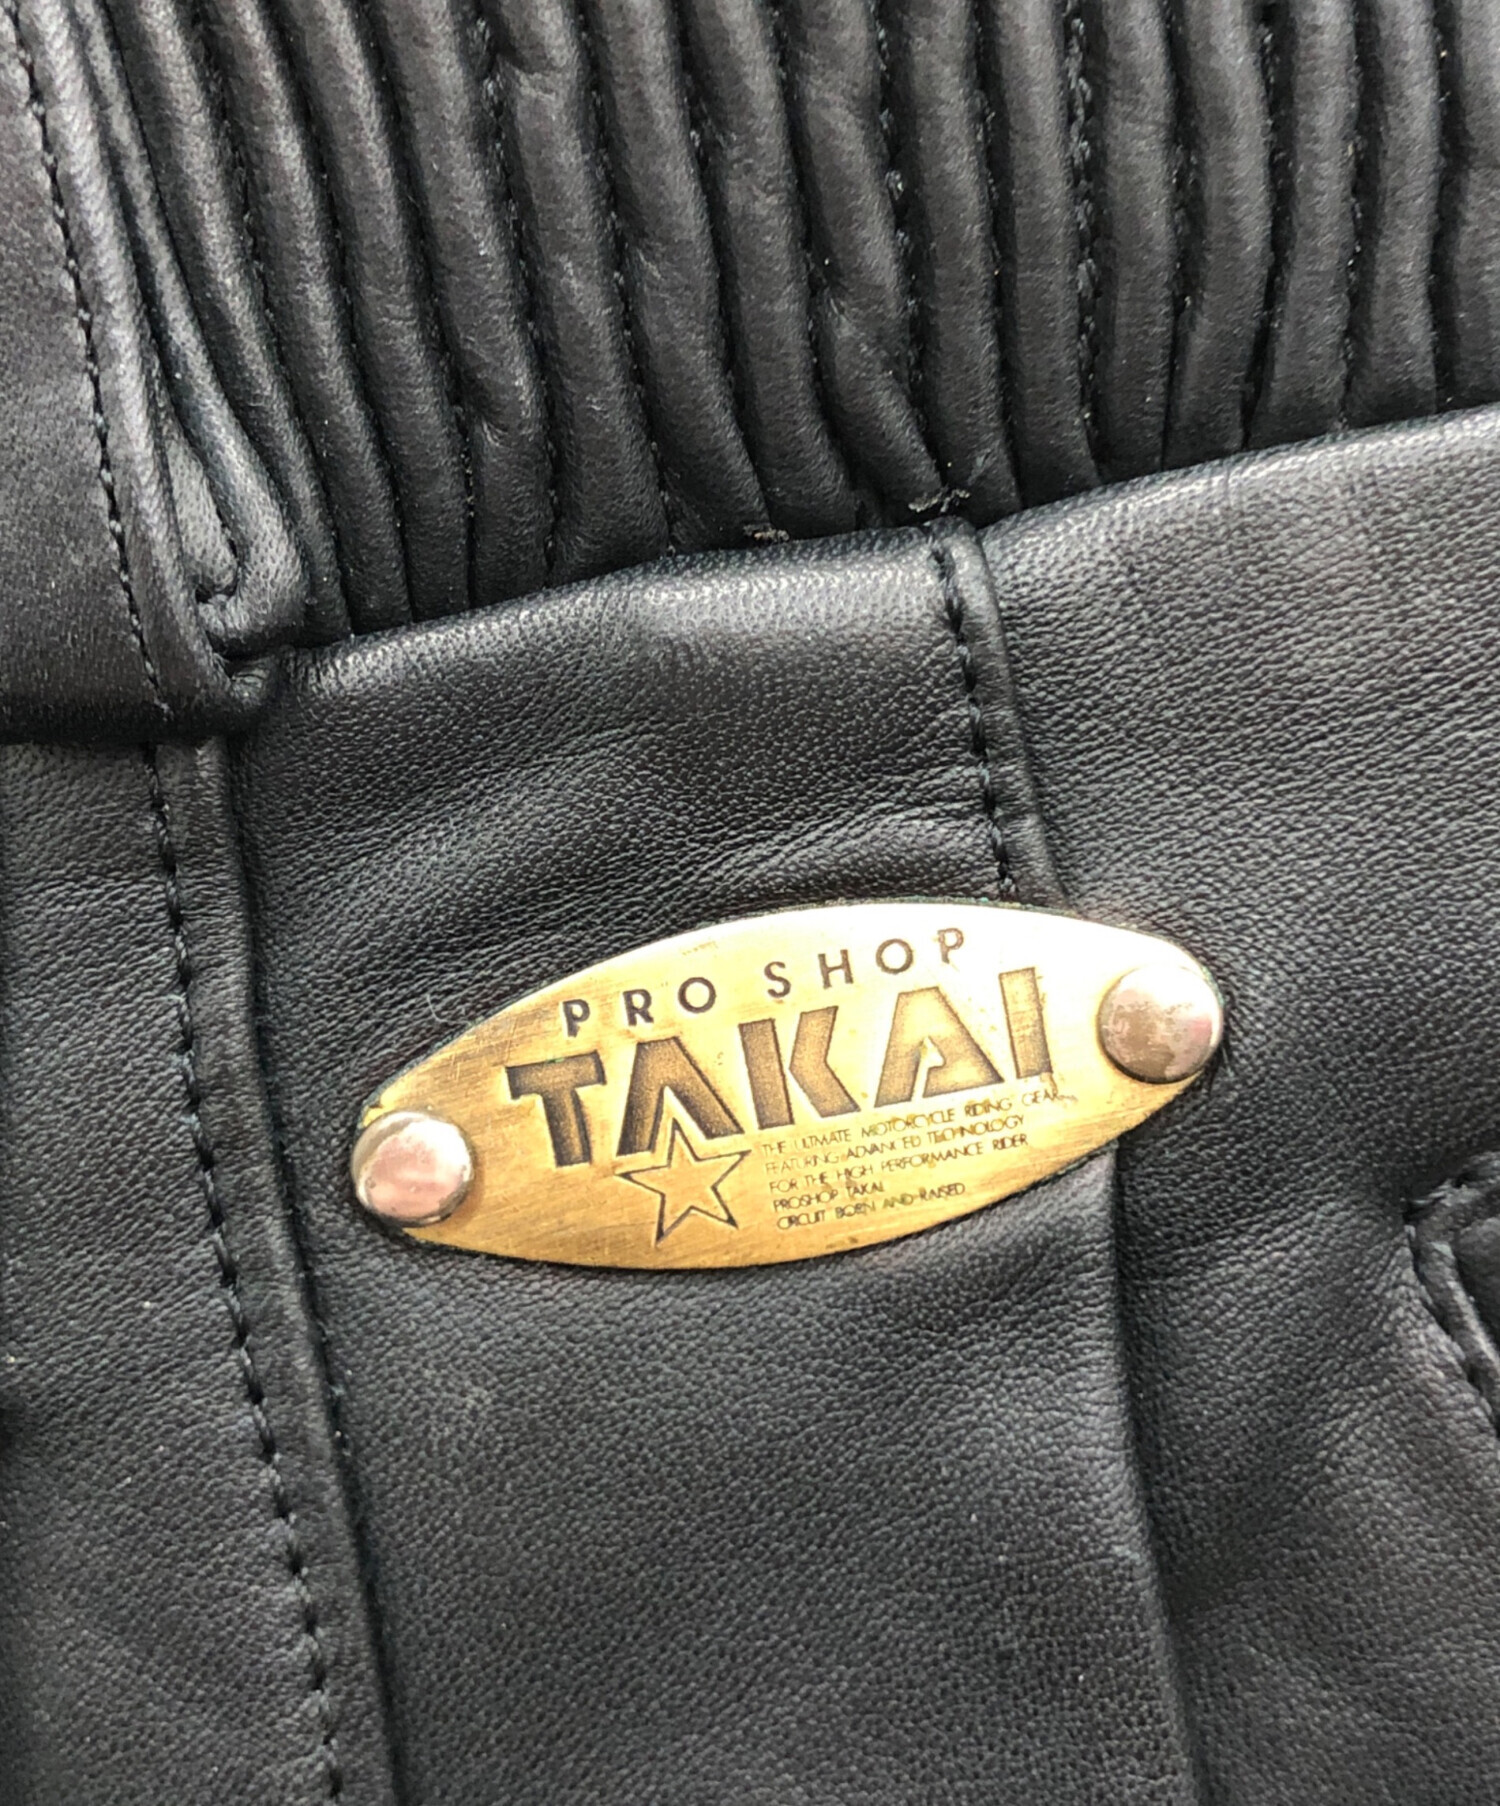 PRO SHOP
TAKAI
THE ULTIMATE MOTORCYCLE RIDING GEAR
FEATURING ADVANCED TECHNOLOGY
FOR THE HIGH PERFORMANCE RIDER
PROSHOP TAKAI
CIRCUIT BORN AND RAISED